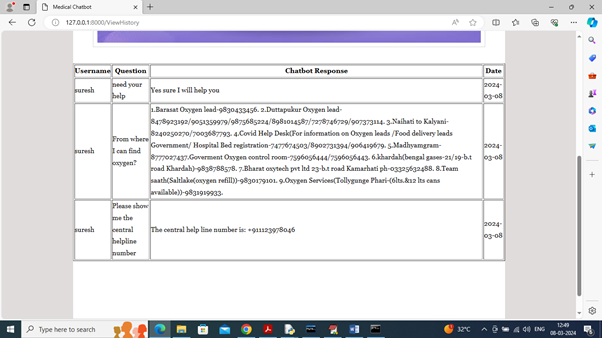 Medical Chatbot
127.0.0.1:8000/ViewHistory
Username Question Chatbot Response Date
suresh
need your
help
Yes sure I will help you
2024-
03-08
suresh
From where
I can find
oxygen?
1.Barasat Oxygen lead-9830433456. 2.Duttapukur Oxygen lead-
8478923192/9051359979/9875685224/8981014587/7278746729/907373114. 3.Naihati to Kalyani-
8240250270/7003687793. 4.Covid Help Desk(For information on Oxygen leads /Food delivery leads
Government/ Hospital Bed registration-7477674503/8902731394/906419679. 5.Madhyamgram-
8777027437.Goverment Oxygen control room-7596056444/7596056443. 6.khardah(bengal gases-21/19-b.t
road Khardah)-9838788578. 7.Bharat oxytech pvt ltd 23-b.t road Kamarhati ph-03325632488. 8.Team
saath(Saltlake(oxygen refill))-9830179101. 9.Oxygen Services(Tollygunge Phari-(6lts.&12 lts cans
available))-9831919933.
2024-
03-08
suresh
Please show
me the
central
helpline
number
The central help line number is: +911123978046
2024-
03-08
Type here to search
32°C
ENG
12:49
08-03-2024